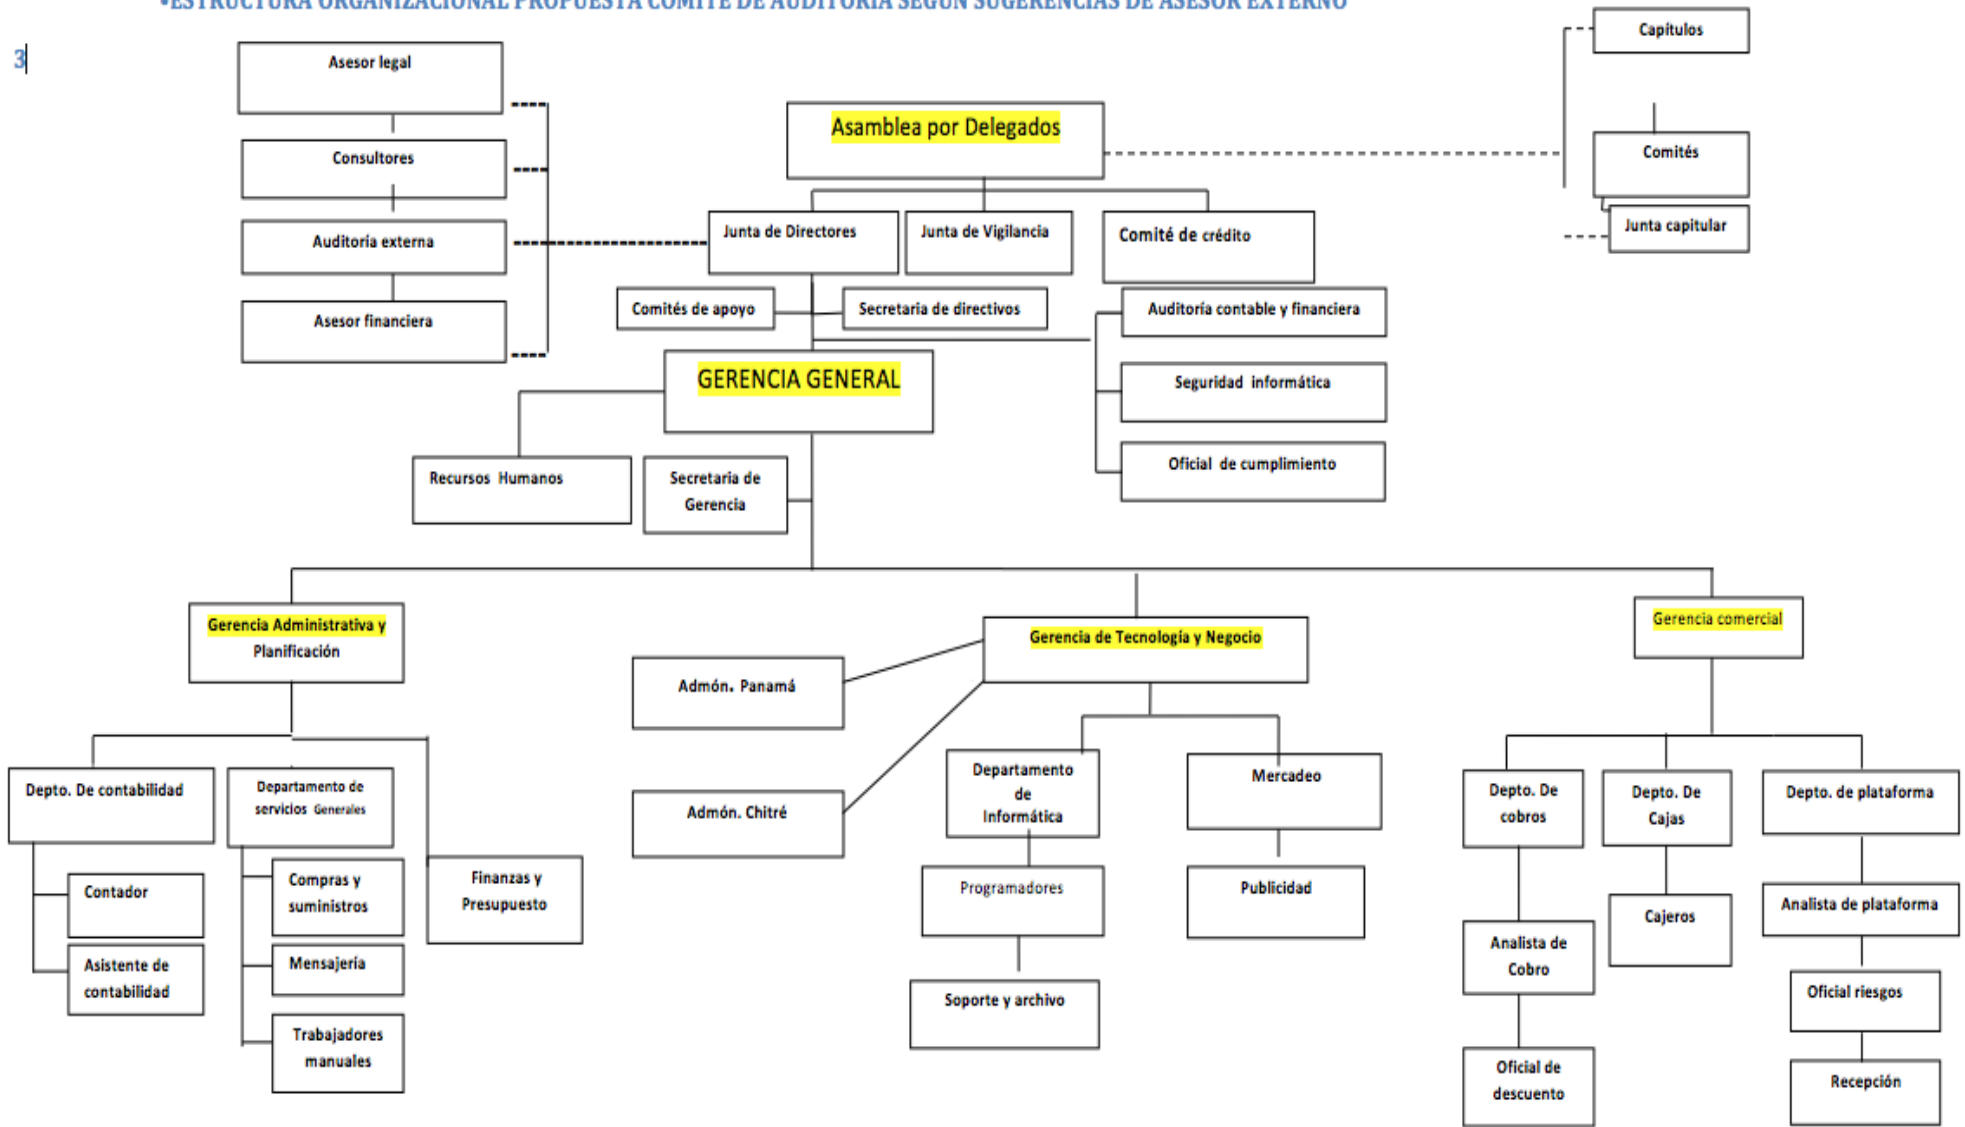 •ESTRUCTURA ORGANIZACIONAL PROPUESTA COMITÉ DE AUDITORIA SEGÚN SUGERENCIAS DE ASESOR EXTERNO
3
Capítulos
Asesor legal
Asamblea por Delegados
Consultores
Comités
Junta de Directores
Junta de Vigilancia
Comité de crédito
Junta capitular
Auditoria externa
Comités de apoyo
Secretaria de directivos
Auditoría contable y financiera
Asesor financiera
GERENCIA GENERAL
Seguridad informática
Oficial de cumplimiento
Recursos Humanos
Secretaria de
Gerencia
Gerencia Administrativa y
Planificación
Gerencia de Tecnología y Negocio
Gerencia comercial
Admón. Panamá
Admón. Chitré
Depto. De contabilidad
Departamento de
servicios Generales
Departamento
de
Informática
Mercadeo
Depto. De
cobros
Depto. De
Cajas
Depto. de plataforma
Contador
Compras y
suministros
Finanzas y
Presupuesto
Programadores
Publicidad
Cajeros
Analista de plataforma
Asistente de
contabilidad
Mensajería
Analista de
Cobro
Soporte y archivo
Oficial riesgos
Trabajadores
manuales
Oficial de
descuento
Recepción